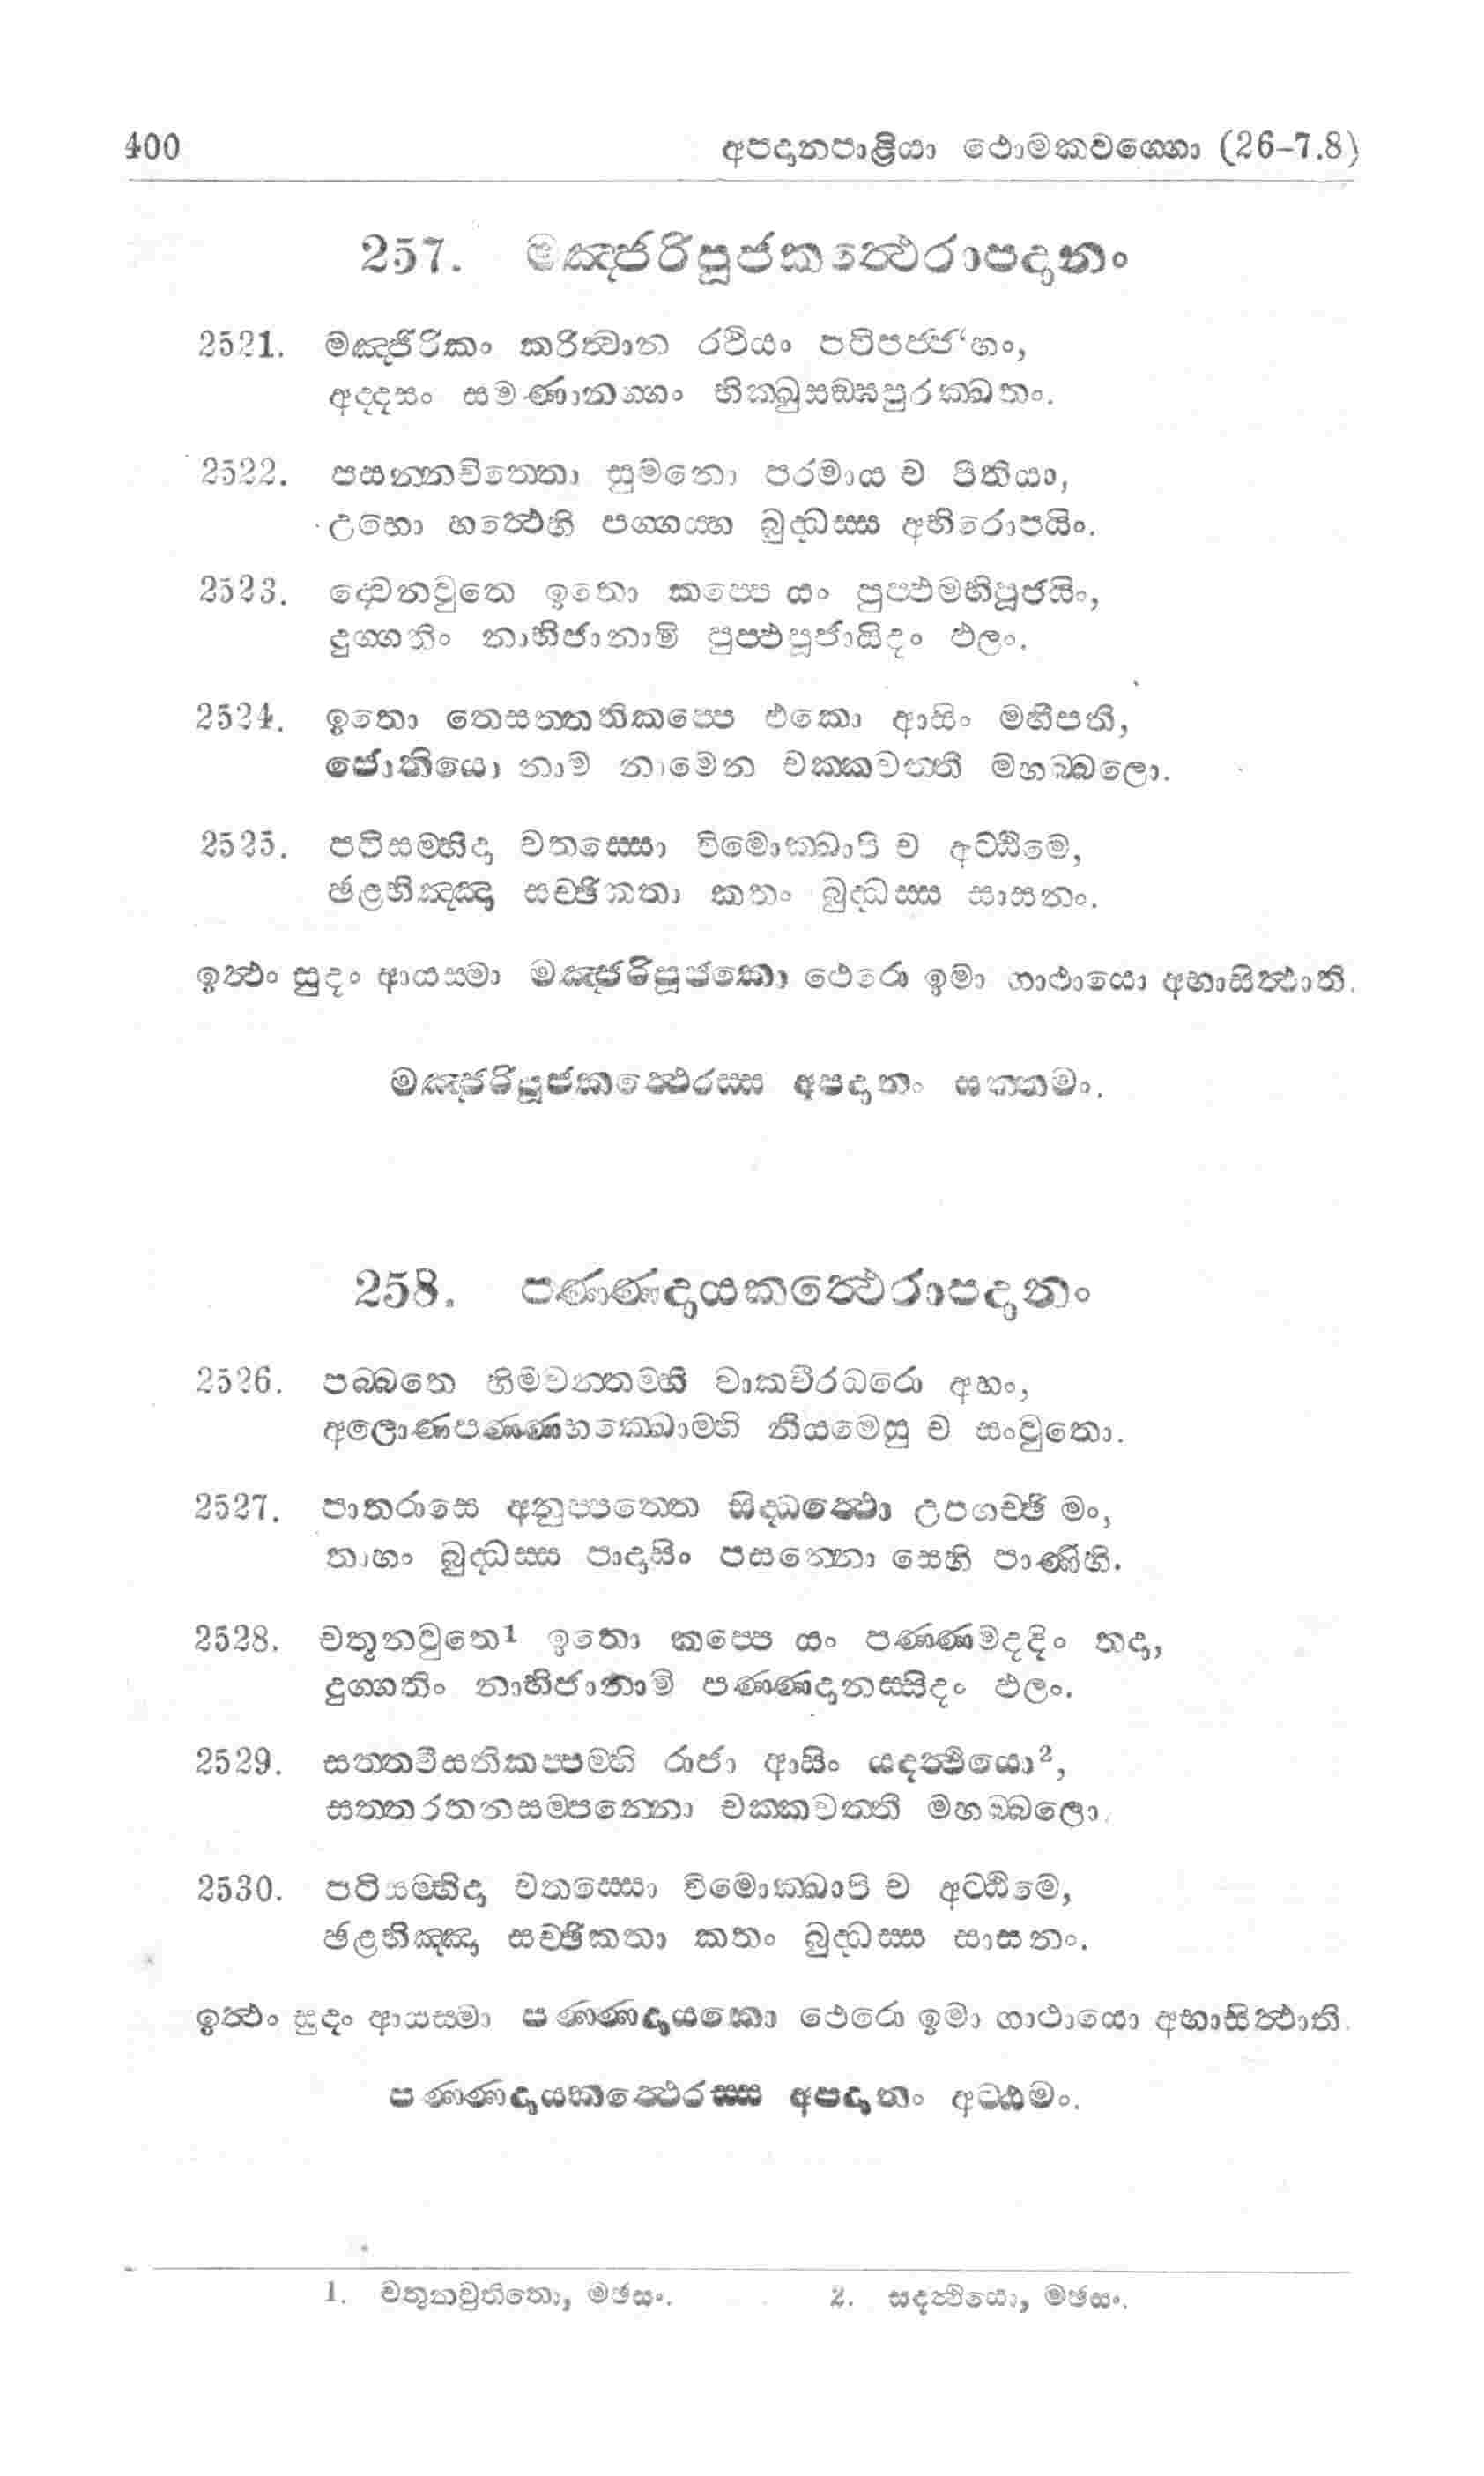 400 අපදානපාළියා ථොමකවග්ගො (26-7.8)
257. මඤ්ජරිපූජකත්ථෙරාපදානං
2521. මඤ්ජිරිකං කරිත්වාන රථියං පටිපජ්ජ‘හං,
අද්දසං සමණානග්ගං භික්ඛුසඞ්ඝපුරක්ඛතං.
2522. පසන්නචිත්තො සුමනො පරමාය ච පීතියා,
උභො හත්ථෙහි පග්ගය්හ බුද්ධස්ස අභිරොපයිං.
2523. ද්වෙනවුතෙ ඉතො කප්පෙ යං පුප්ඵමභිපූජයිං,
දුග්ගතිං නාභිජානාමි පුප්ඵපූජායිදං ඵලං.
2524. ඉතො තෙසත්තතිකප්පෙ එකො ආසිං මහීපති,
ජොතියො නාම නාමෙන චක්කවත්තී මහබ්බලො.
2525. පටිසම්භිදා චතස්සො විමොක්ඛාපි ච අට්ඨිමෙ,
ඡළභිඤ්ඤා සච්ඡිකතා කතං බුද්ධස්ස සාසනං.
ඉත්ථං සුදං ආයස්මා මඤ්ජරිපූජකො ථෙරො ඉමා ගාථායො අභාසිත්ථාති.
මඤ්ජරිපූජකත්ථෙරස්ස අපදානං සත්තමං.
258. පණ්ණදායකත්ථෙරාපදානං
2526. පබ්බතෙ හිමවන්තම්හි වාකචීරධරො අහං,
අලොණපණ්ණභක්ඛොම්හි නියමෙසු ච සංවුතො.
2527. පාතරාසෙ අනුප්පත්තෙ සිද්ධත්ථො උපගච්ඡි මං,
තාහං බුද්ධස්ස පාදාසිං පසන්නො සෙහි පාණිහි.
2528. චතූනවුතෙ¹ ඉතො කප්පෙ යං පණ්ණමදදිං තදා,
දුග්ගතිං නාභිජානාමි පණ්ණදානස්සිදං ඵලං.
2529. සත්තවීසතිකප්පම්හි රාජා ආසිං යදත්ථියො²,
සත්තරතනසම්පන්නො චක්කවත්තී මහබ්බලො.
2530. පටිසම්භිදා චතස්සො විමොක්ඛාපි ච අට්ඨිමෙ,
ඡළභිඤ්ඤා සච්ඡිකතා කතං බුද්ධස්ස සාසනං.
ඉත්ථං සුදං ආයස්මා පණ්ණදායකො ථෙරො ඉමා ගාථායො අභාසිත්ථාති.
පණ්ණදායකත්ථෙරස්ස අපදානං අට්ඨමං.
1. චතූනවුතිතො, මඡසං. 2. සදත්ථියො, මඡසං.